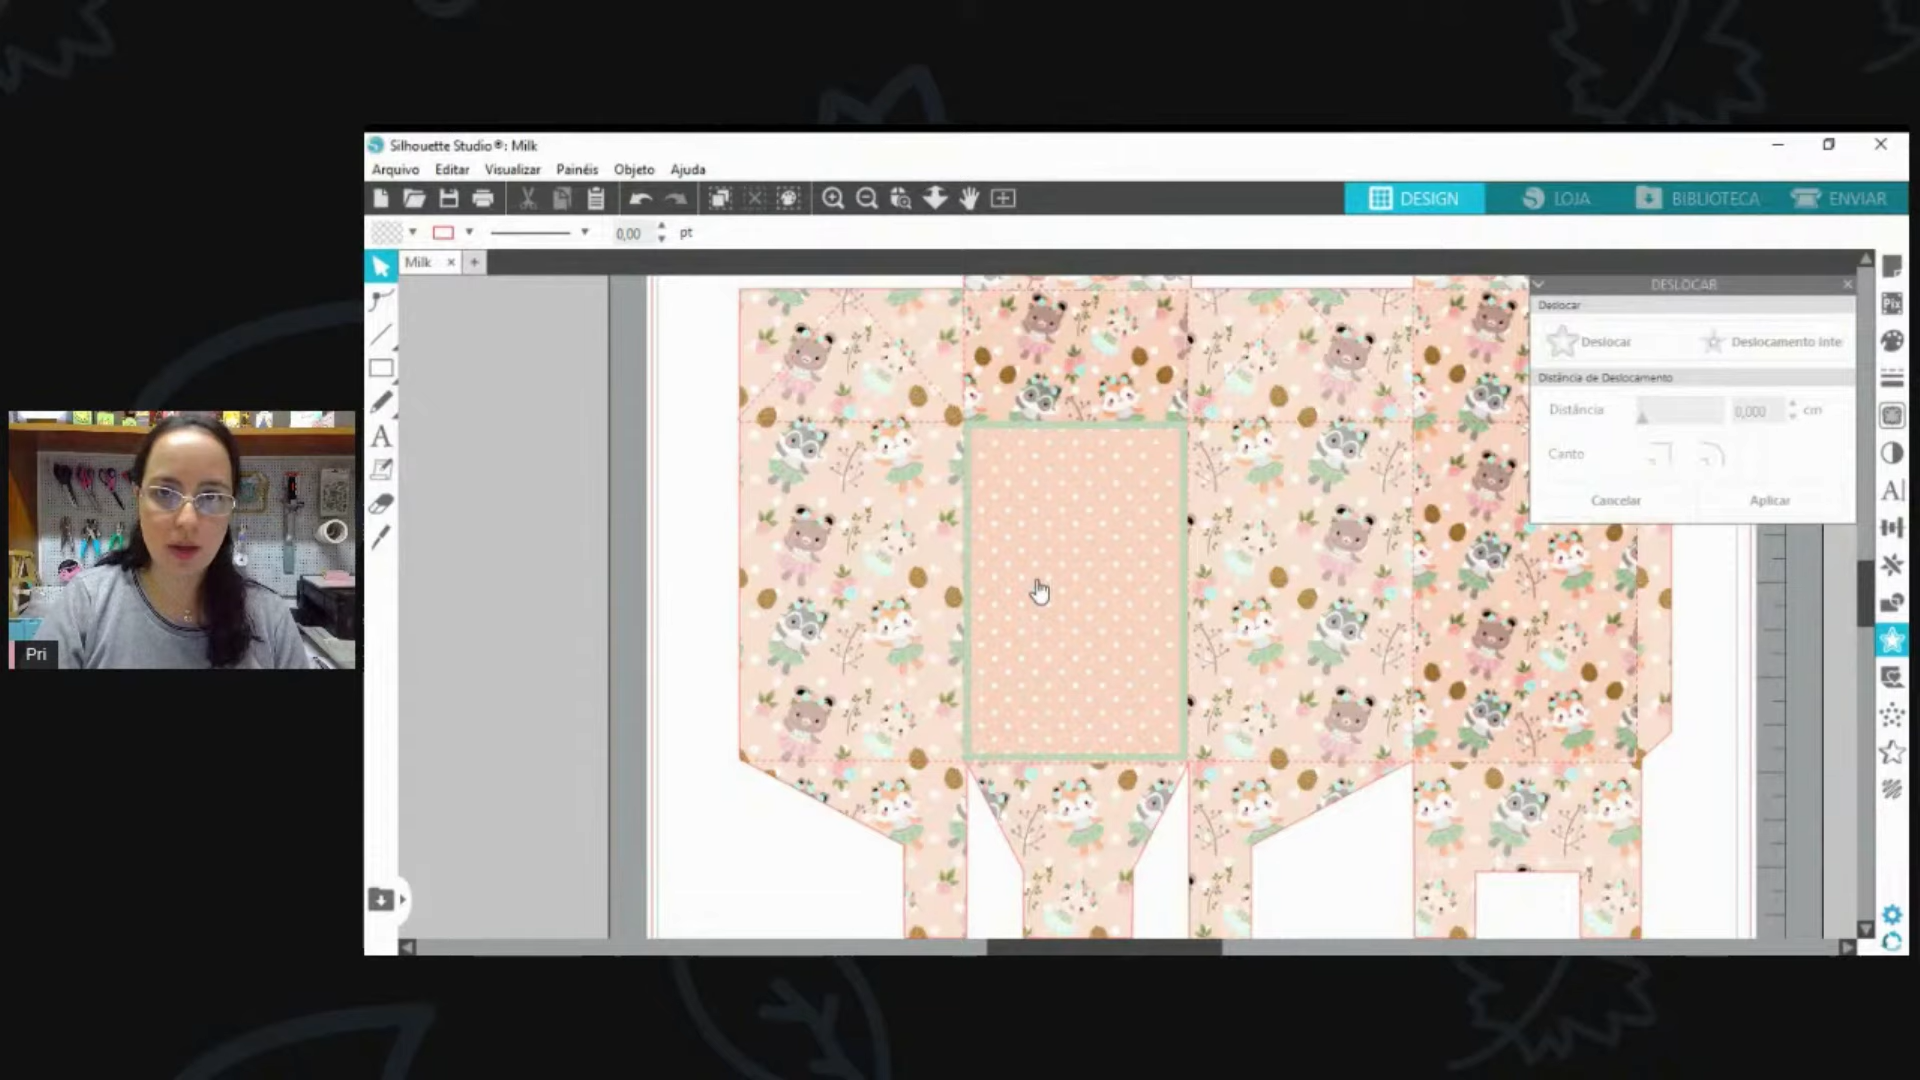 Silhouette Studio®: Milk
Arquivo Editar Visualizar Painéis Objeto Ajuda
DESIGN LOJA BIBLIOTECA ENVIAR
0,00 pt
Milk
DESLOCAR
Deslocar
Deslocar Deslocamento Inte
Distância de Deslocamento
Distância 0,000 cm
Canto
Cancelar Aplicar
Pix
A
A
Pri